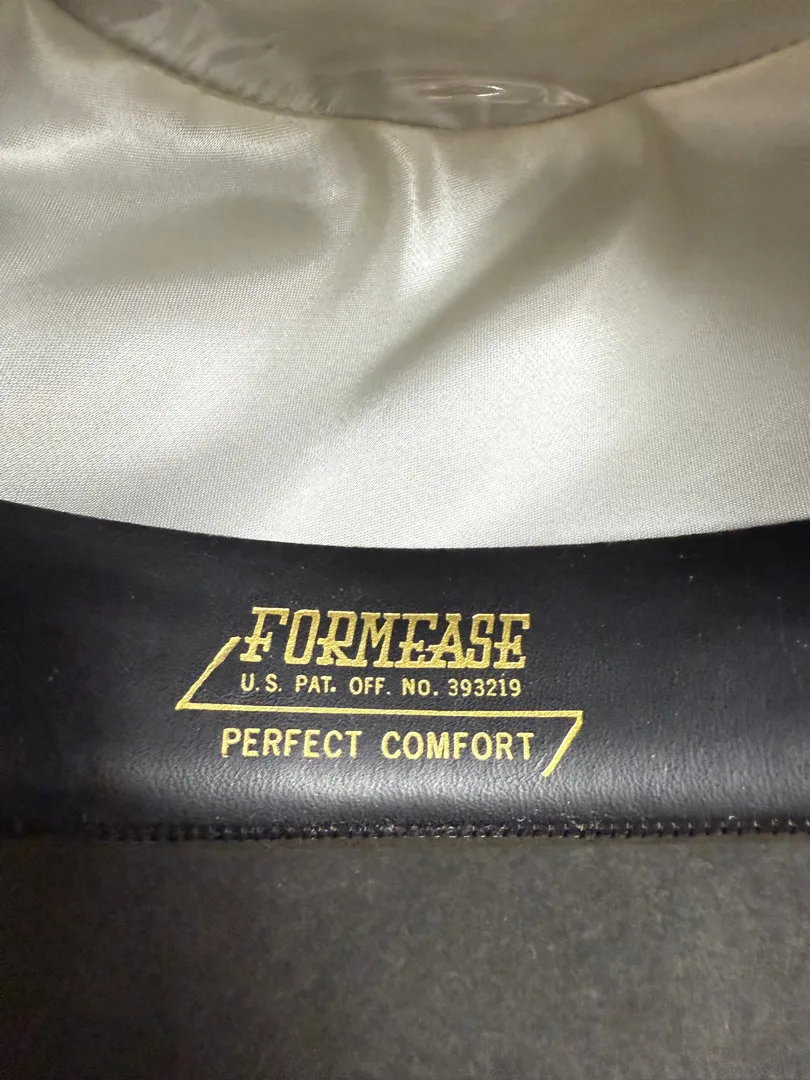 FORMEASE
U.S. PAT. OFF. NO. 393219
PERFECT COMFORT